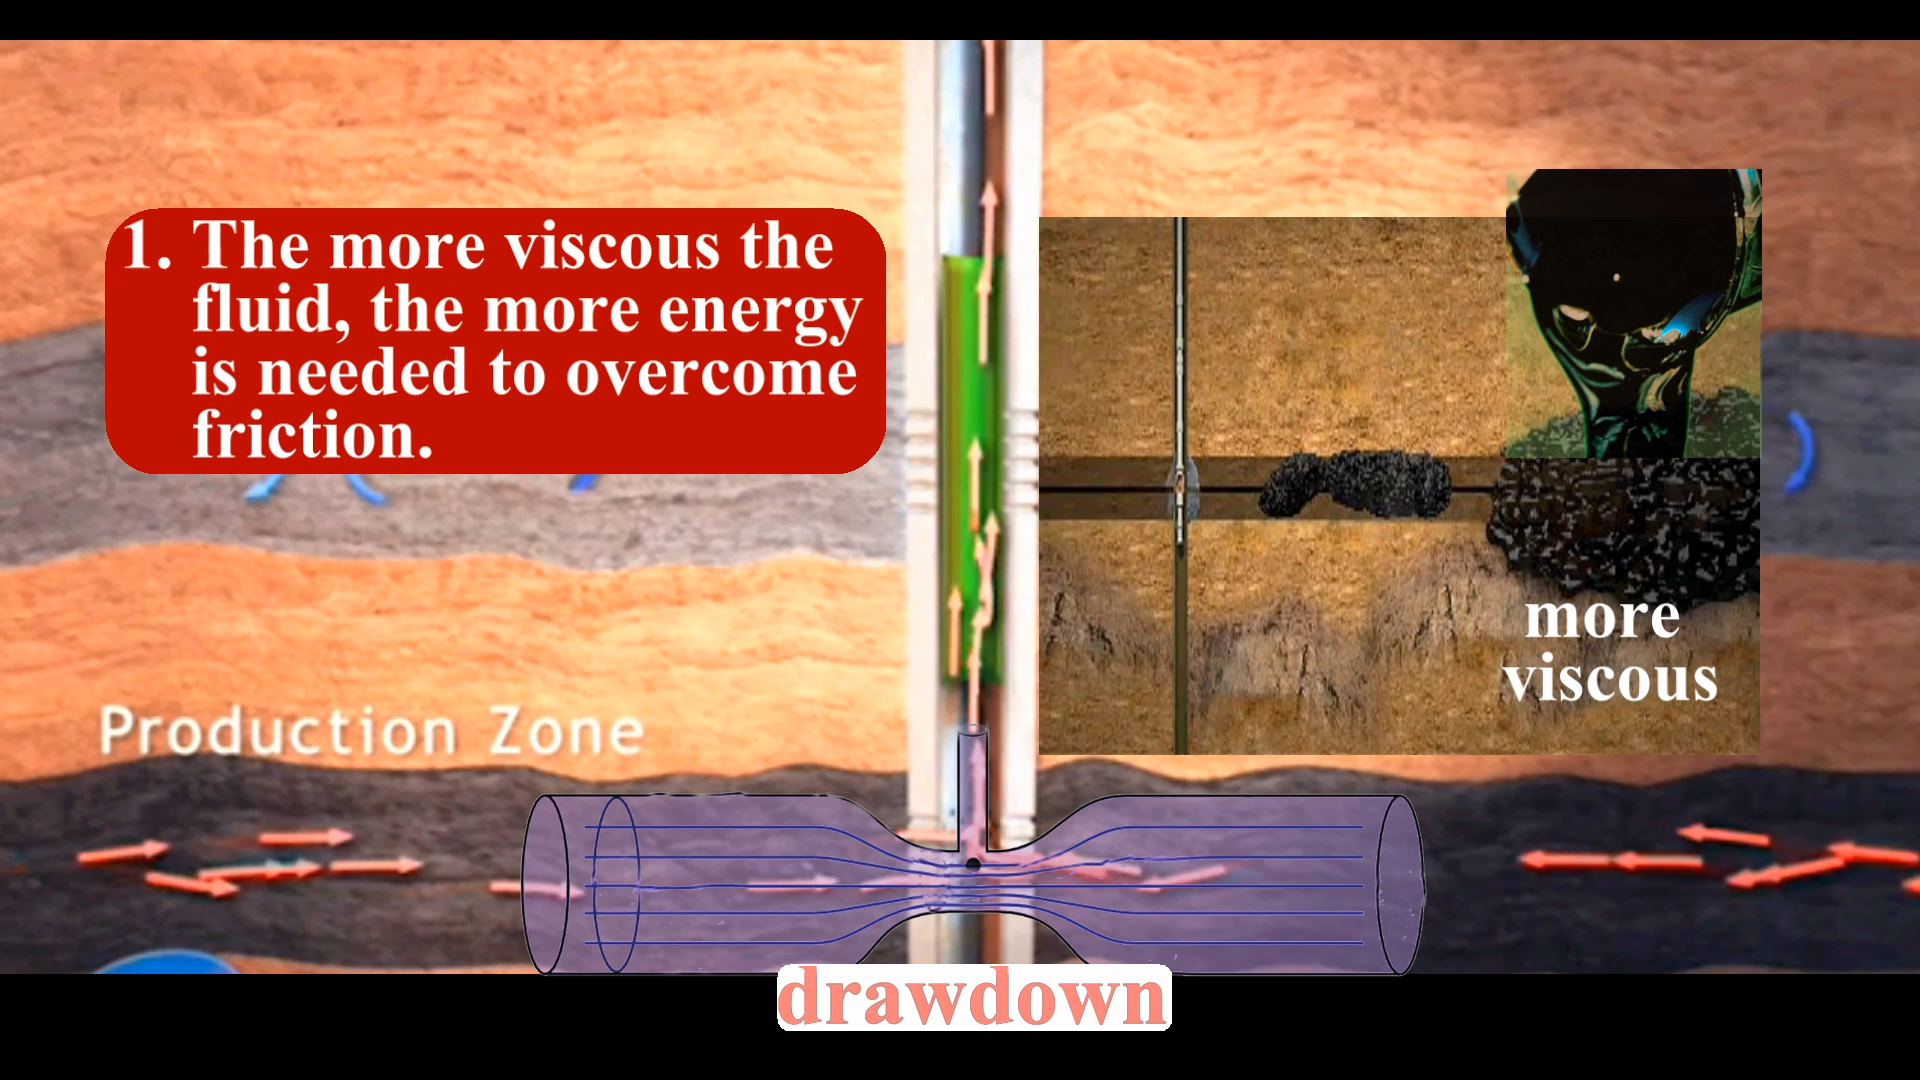 1. The more viscous the
fluid, the more energy
is needed to overcome
friction.
more
viscous
Production Zone
drawdown